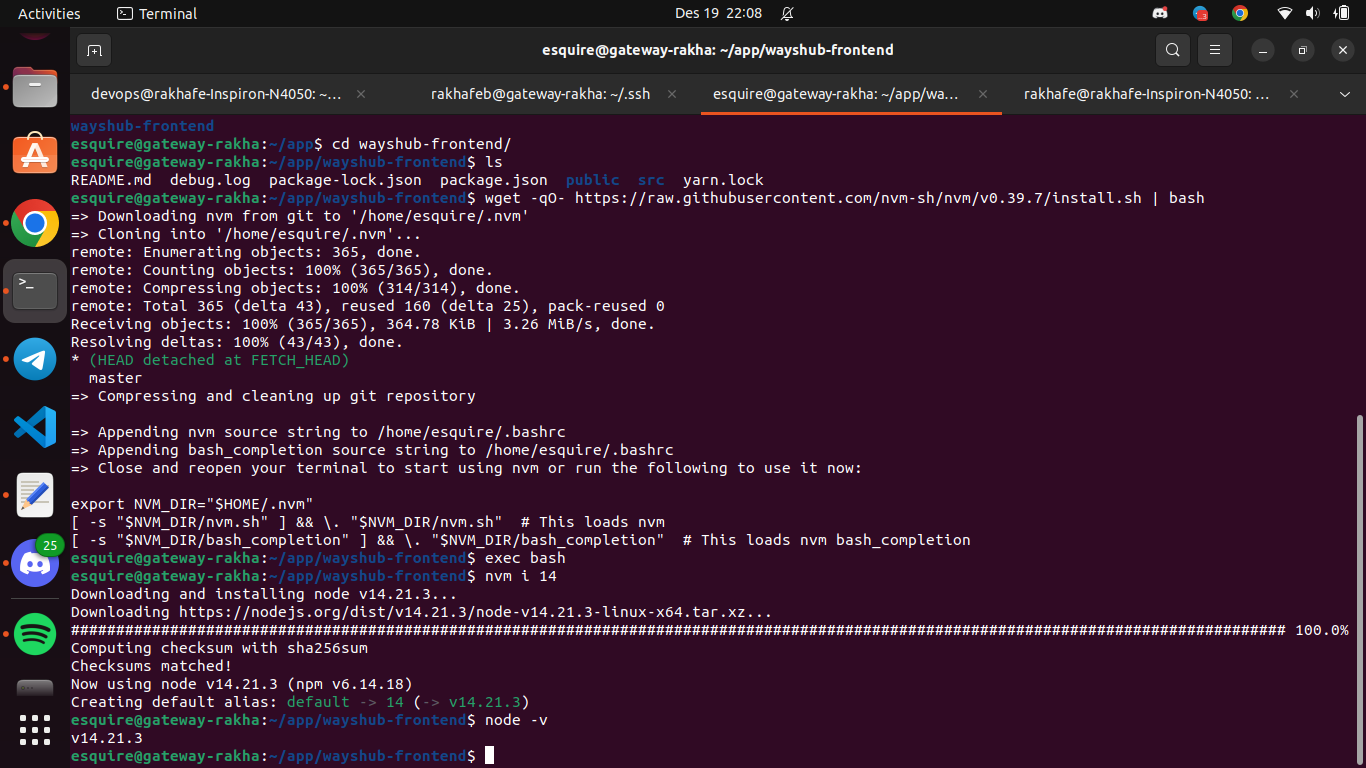 Activities Terminal Des 19 22:08
3
esquire@gateway-rakha: ~/app/wayshub-frontend
devops@rakhafe-Inspiron-N4050: ~… rakhafeb@gateway-rakha: ~/.ssh esquire@gateway-rakha: ~/app/wa… rakhafe@rakhafe-Inspiron-N4050: …
wayshub-frontend
esquire@gateway-rakha:~/app$ cd wayshub-frontend/
esquire@gateway-rakha:~/app/wayshub-frontend$ ls
README.md debug.log package-lock.json package.json public src yarn.lock
esquire@gateway-rakha:~/app/wayshub-frontend$ wget -qO- https://raw.githubusercontent.com/nvm-sh/nvm/v0.39.7/install.sh | bash
=> Downloading nvm from git to '/home/esquire/.nvm'
=> Cloning into '/home/esquire/.nvm'...
remote: Enumerating objects: 365, done.
remote: Counting objects: 100% (365/365), done.
remote: Compressing objects: 100% (314/314), done.
remote: Total 365 (delta 43), reused 160 (delta 25), pack-reused 0
Receiving objects: 100% (365/365), 364.78 KiB | 3.26 MiB/s, done.
Resolving deltas: 100% (43/43), done.
* (HEAD detached at FETCH_HEAD)
master
=> Compressing and cleaning up git repository
=> Appending nvm source string to /home/esquire/.bashrc
=> Appending bash_completion source string to /home/esquire/.bashrc
=> Close and reopen your terminal to start using nvm or run the following to use it now:
export NVM_DIR="$HOME/.nvm"
[ -s "$NVM_DIR/nvm.sh" ] && \. "$NVM_DIR/nvm.sh" # This loads nvm
[ -s "$NVM_DIR/bash_completion" ] && \. "$NVM_DIR/bash_completion" # This loads nvm bash_completion
esquire@gateway-rakha:~/app/wayshub-frontend$ exec bash
esquire@gateway-rakha:~/app/wayshub-frontend$ nvm i 14
Downloading and installing node v14.21.3...
Downloading https://nodejs.org/dist/v14.21.3/node-v14.21.3-linux-x64.tar.xz...
####################################################################################################################################### 100.0%
Computing checksum with sha256sum
Checksums matched!
Now using node v14.21.3 (npm v6.14.18)
Creating default alias: default -> 14 (-> v14.21.3)
esquire@gateway-rakha:~/app/wayshub-frontend$ node -v
v14.21.3
esquire@gateway-rakha:~/app/wayshub-frontend$
25